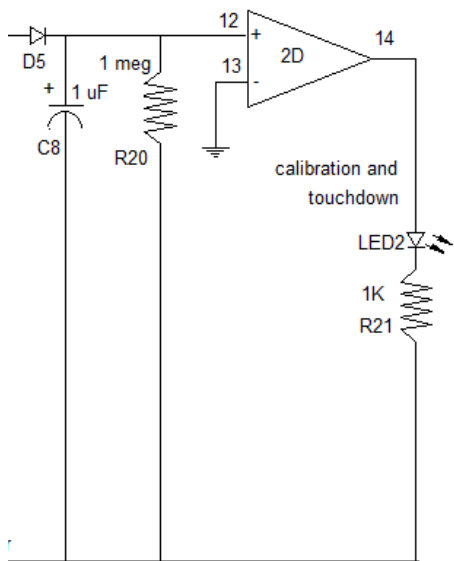 12
14
+
D5
1 meg
13
2D
-
+
1 uF
C8
R20
calibration and
touchdown
LED2
1K
R21